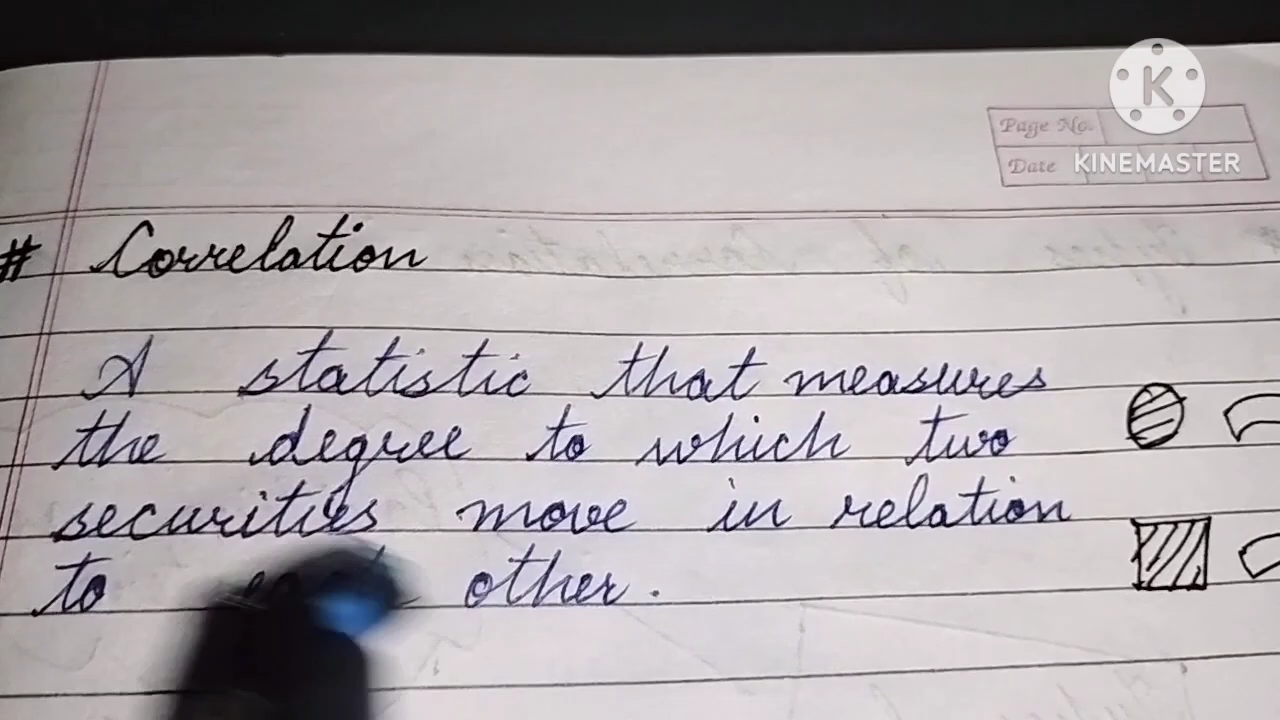 Page No.
Date
K
KINEMASTER
# Correlation
A statistic that measures
the degree to which two
securities move in relation
to other.